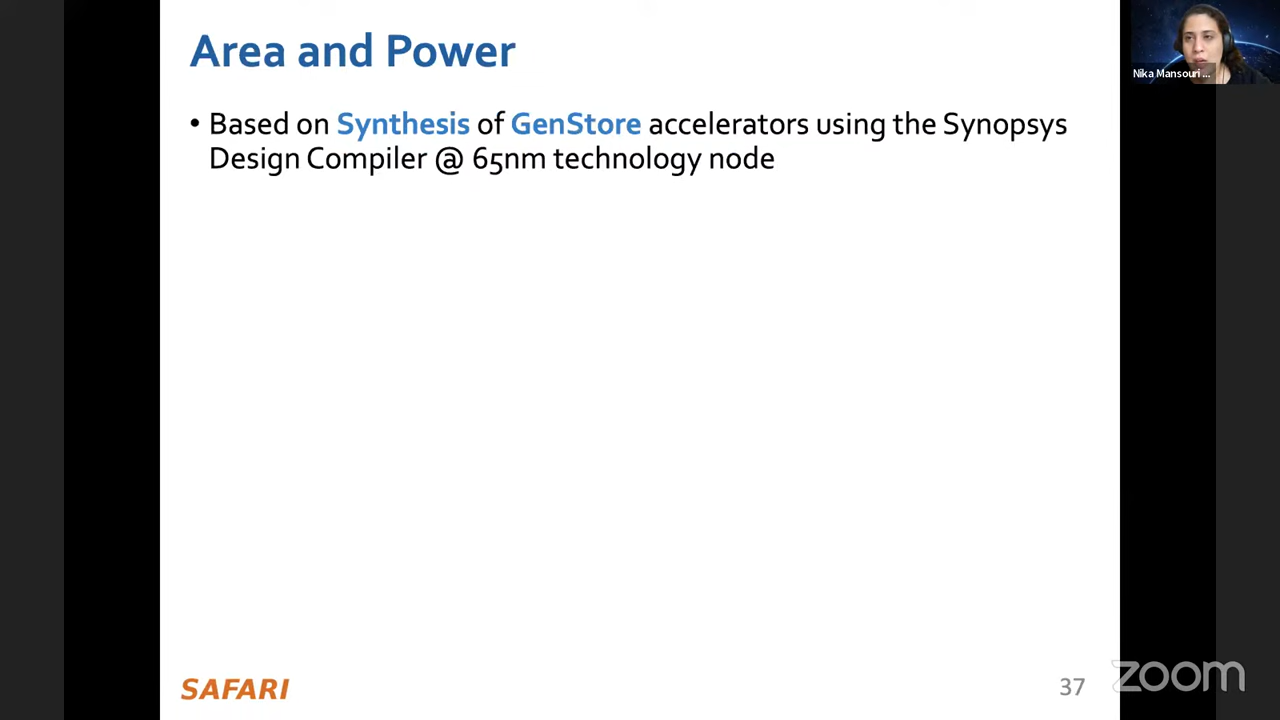 Area and Power
• Based on Synthesis of GenStore accelerators using the Synopsys
Design Compiler @ 65nm technology node
Nika Mansouri ...
SAFARI
37
zoom